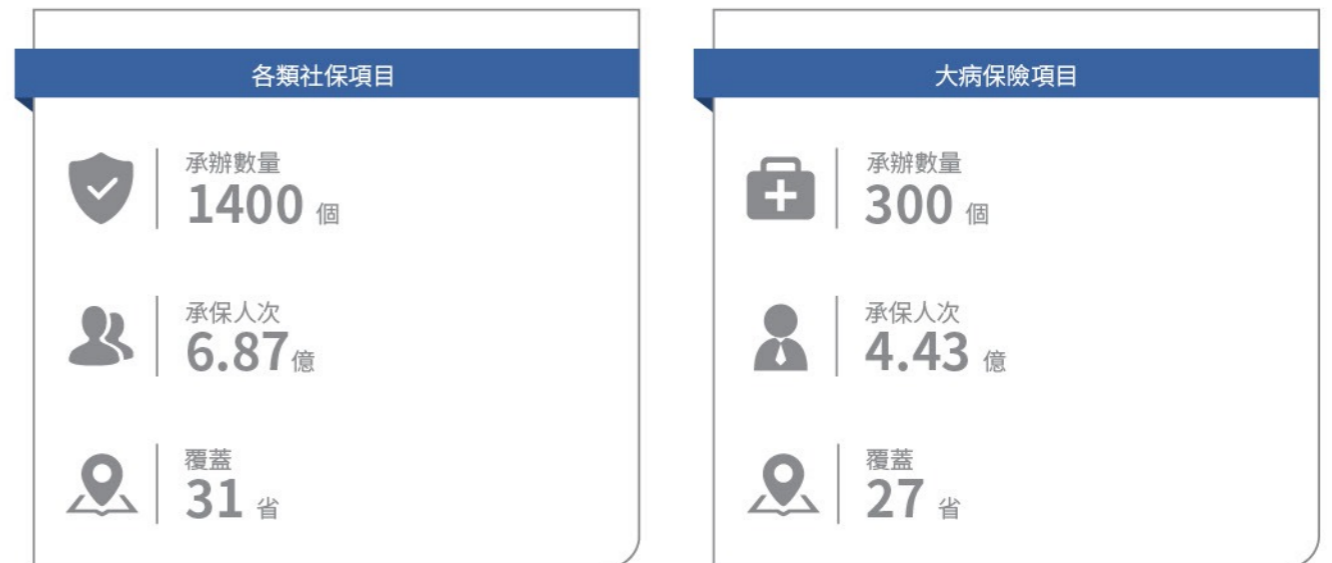 各類社保項目
承辦數量
1400 個
承保人次
6.87億
覆蓋
31 省
大病保險項目
承辦數量
300 個
承保人次
4.43 億
覆蓋
27 省